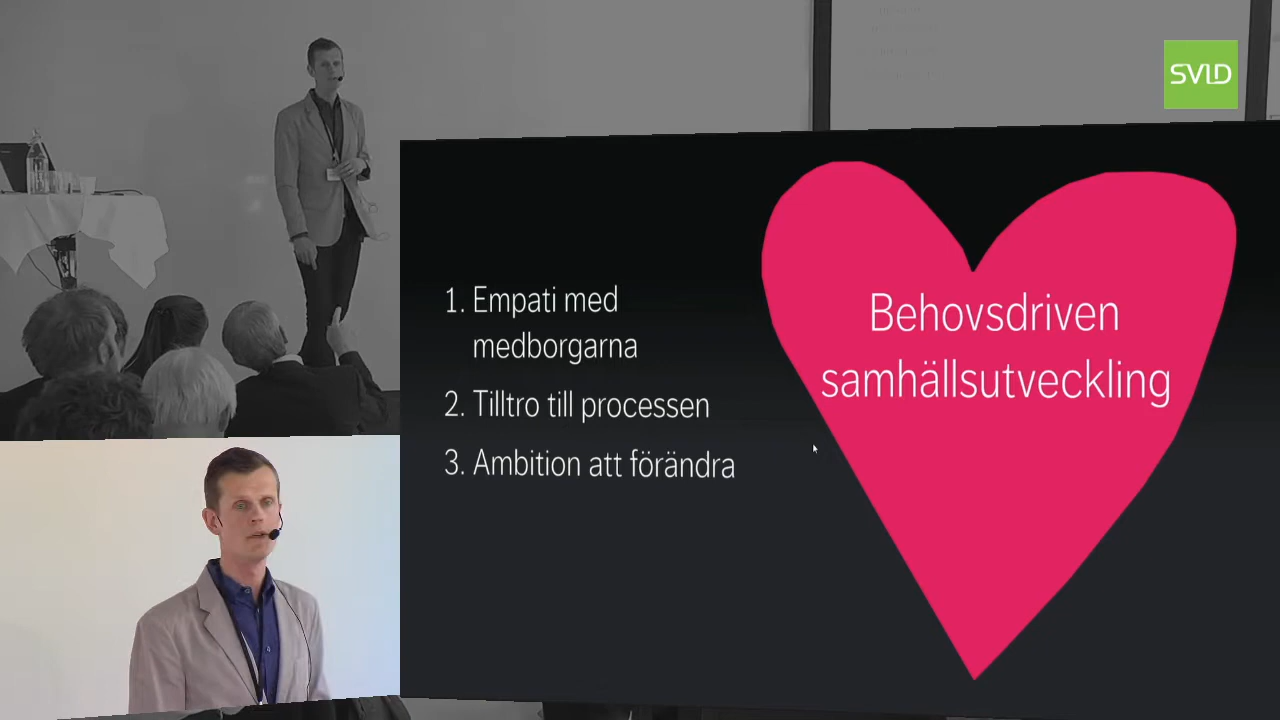 SVID
1. Empati med
medborgarna
2. Tilltro till processen
3. Ambition att förändra
Behovsdriven
samhällsutveckling